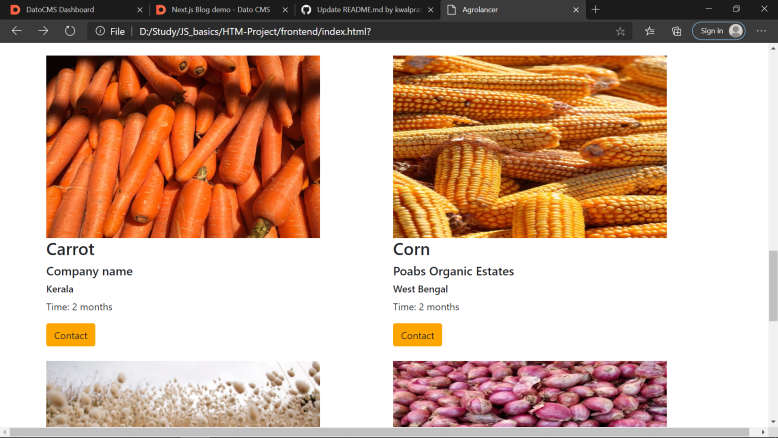 DatoCMS Dashboard
Next.js Blog demo - Dato CMS
Update README.md by kwalpra
Agrolancer
File
D:/Study/JS_basics/HTM-Project/frontend/index.html?
Sign in
Carrot
Company name
Kerala
Time: 2 months
Contact
Corn
Poabs Organic Estates
West Bengal
Time: 2 months
Contact